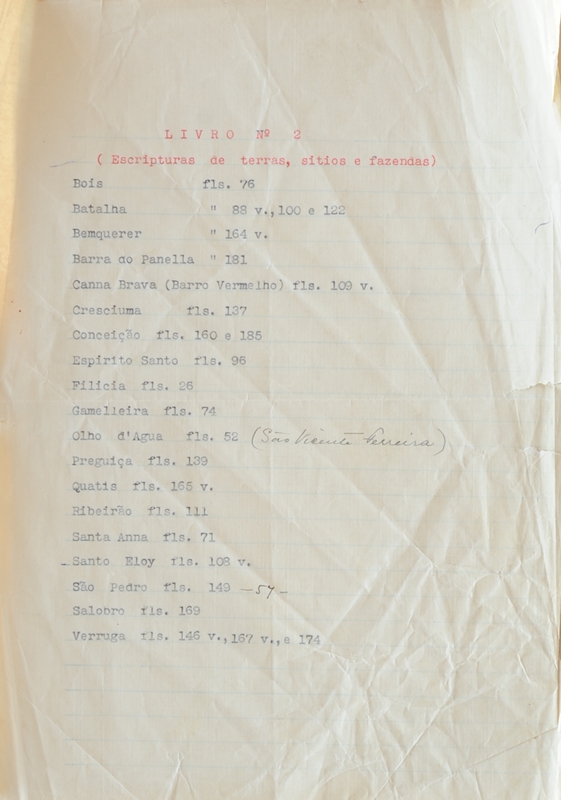 LIVRO Nº 2
( Escripturas de terras, sitios e fazendas)
Bois fls. 76
Batalha " 88 v.,100 e 122
Bemquerer " 164 v.
Barra do Panella " 181
Canna Brava (Barro Vermelho) fls. 109 v.
Cresciuma fls. 137
Conceição fls. 160 e 185
Espirito Santo fls. 96
Filicia fls. 26
Gamelleira fls. 74
Olho d'Agua fls. 52 (São Vicente Ferreira)
Preguiça fls. 139
Quatis fls. 165 v.
Ribeirão fls. 111
Santa Anna fls. 71
Santo Eloy fls. 108 v.
São Pedro fls. 149 -57-
Salobro fls. 169
Verruga fls. 146 v.,167 v.,e 174